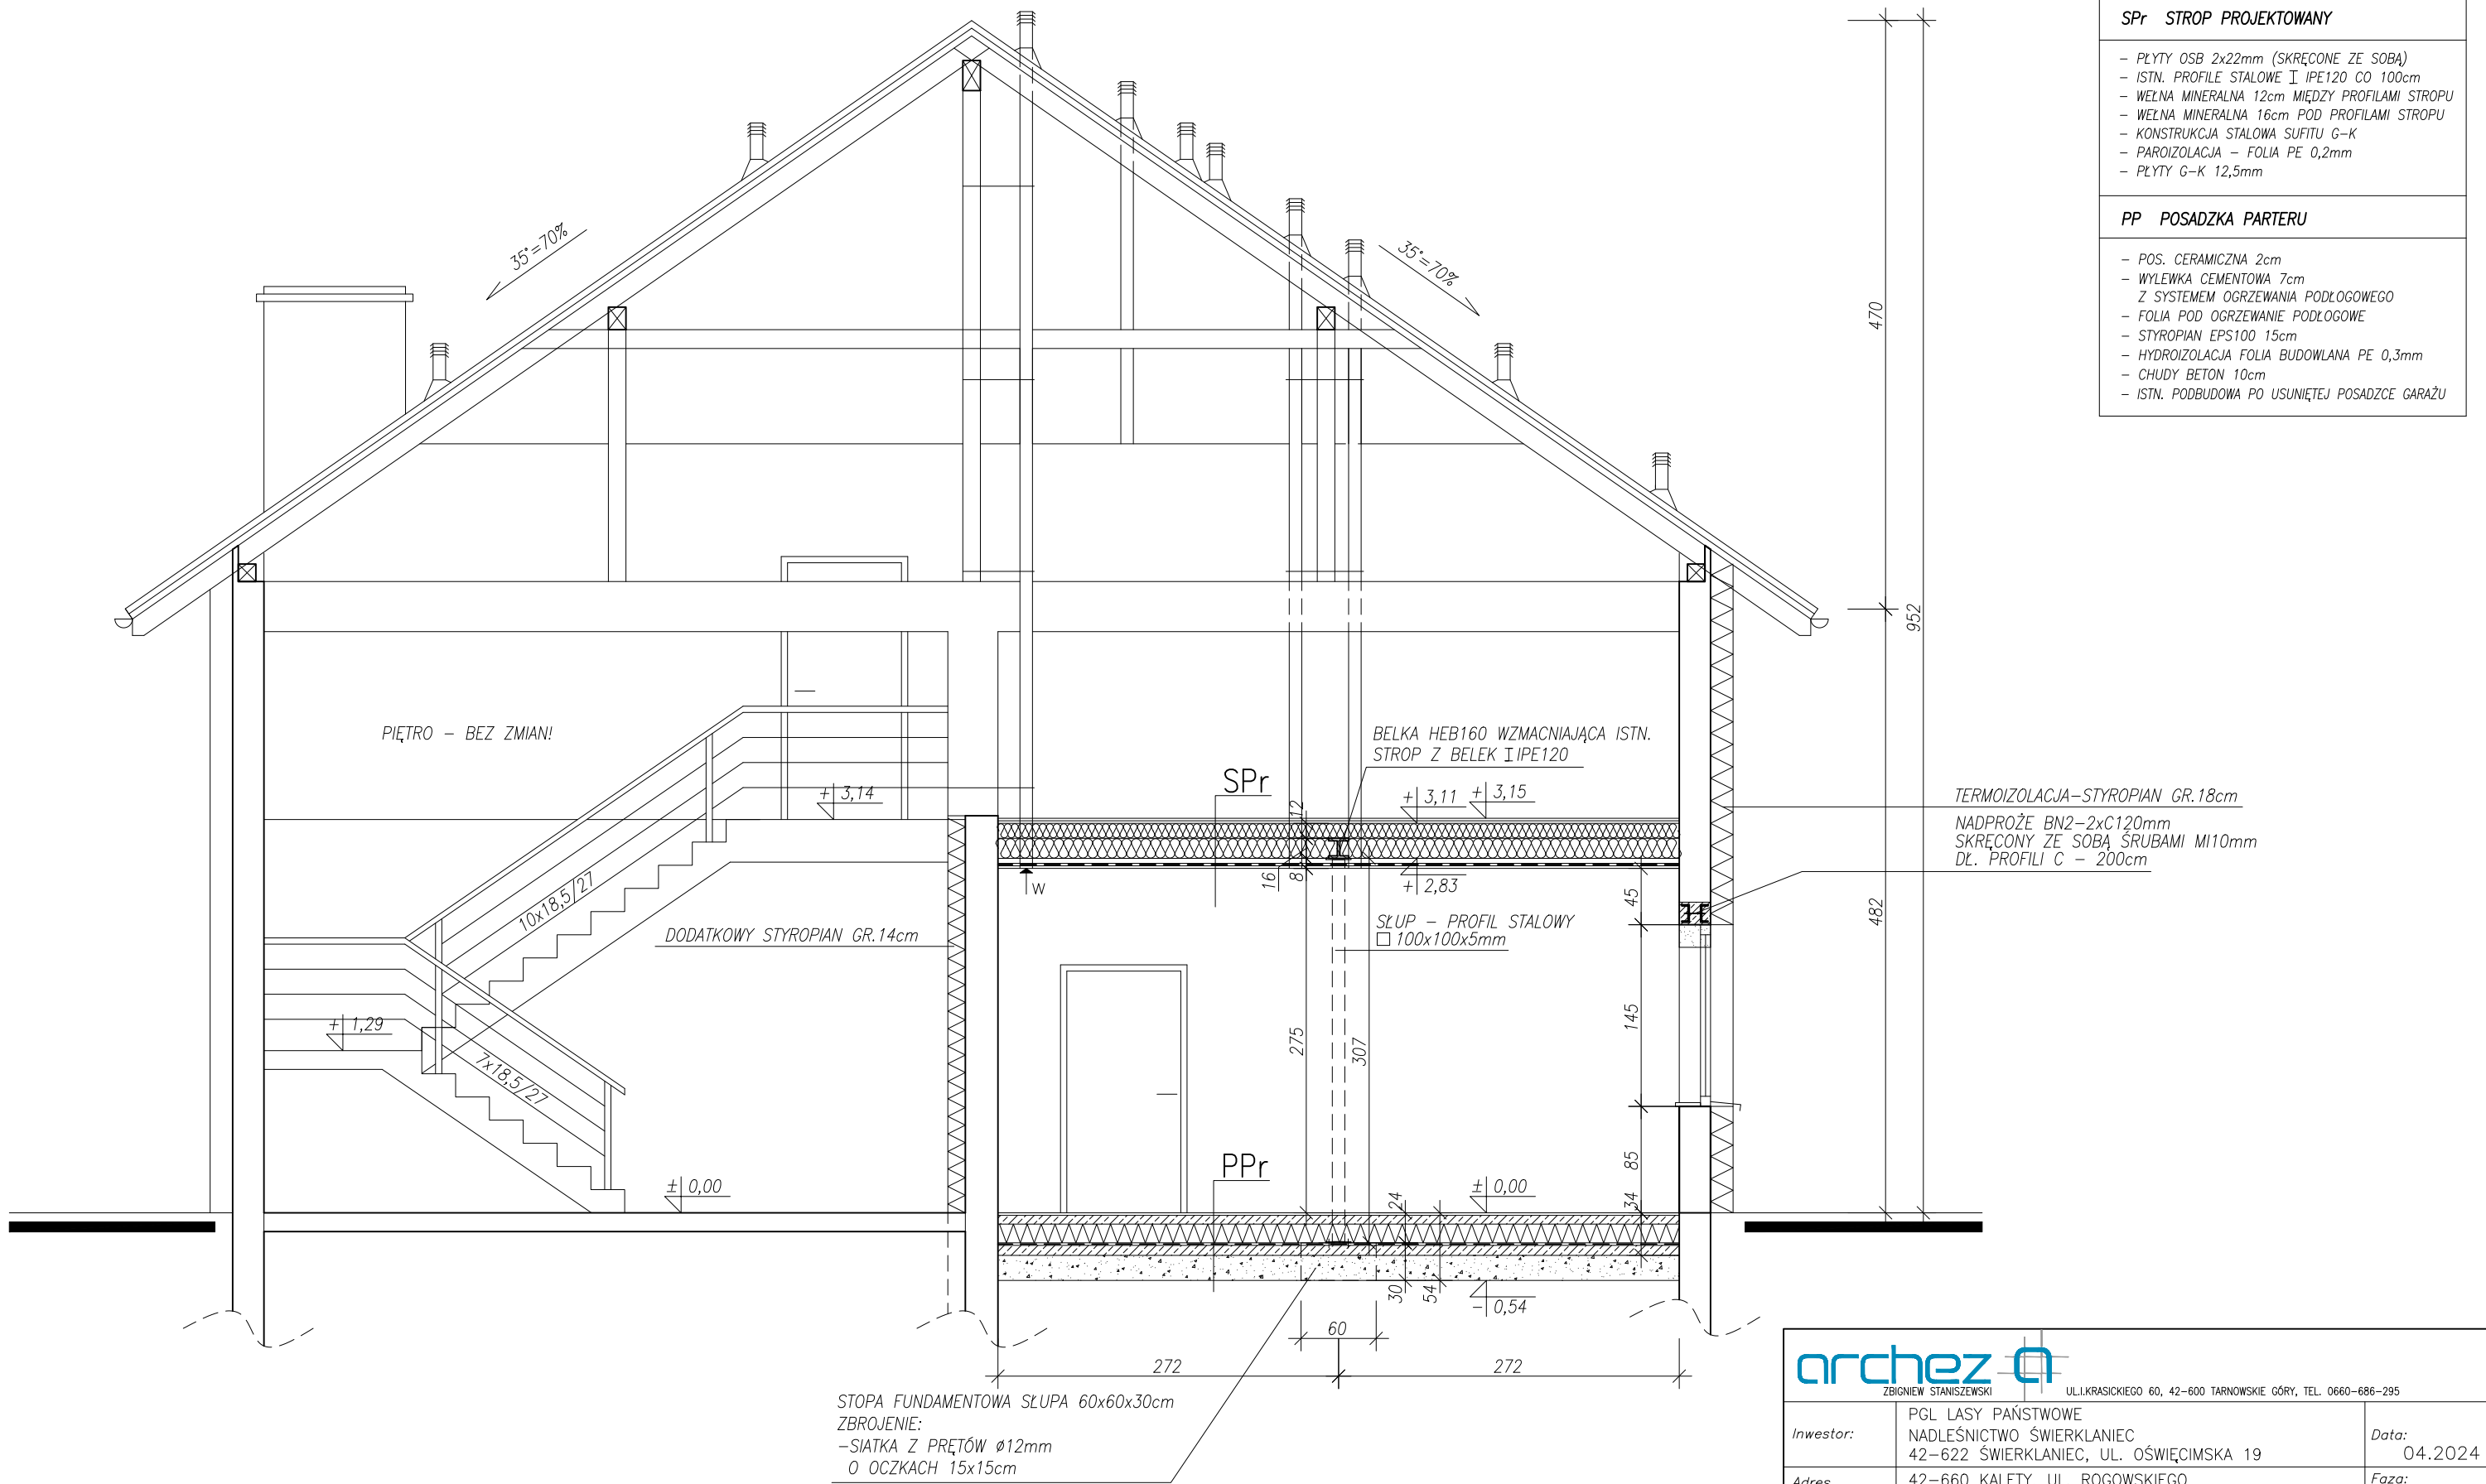 SPr STROP PROJEKTOWANY
- PŁYTY OSB 2x22mm (SKRĘCONE ZE SOBĄ)
- ISTN. PROFILE STALOWE I IPE120 CO 100cm
- WEŁNA MINERALNA 12cm MIĘDZY PROFILAMI STROPU
- WEŁNA MINERALNA 16cm POD PROFILAMI STROPU
- KONSTRUKCJA STALOWA SUFITU G-K
- PAROIZOLACJA - FOLIA PE 0,2mm
- PŁYTY G-K 12,5mm
PP POSADZKA PARTERU
- POS. CERAMICZNA 2cm
- WYLEWKA CEMENTOWA 7cm
Z SYSTEMEM OGRZEWANIA PODŁOGOWEGO
- FOLIA POD OGRZEWANIE PODŁOGOWE
- STYROPIAN EPS100 15cm
- HYDROIZOLACJA FOLIA BUDOWLANA PE 0,3mm
- CHUDY BETON 10cm
- ISTN. PODBUDOWA PO USUNIĘTEJ POSADZCE GARAŻU
35°=70%
35°=70%
470
952
482
PIĘTRO - BEZ ZMIAN!
BELKA HEB160 WZMACNIAJĄCA ISTN.
STROP Z BELEK I IPE120
SPr
+ 3,14
12
+ 3,11
+ 3,15
TERMOIZOLACJA-STYROPIAN GR.18cm
NADPROŻE BN2-2xC120mm
SKRĘCONY ZE SOBĄ ŚRUBAMI MI10mm
DŁ. PROFILI C - 200cm
16
8
+ 2,83
W
45
10x18,5/27
DODATKOWY STYROPIAN GR.14cm
SŁUP - PROFIL STALOWY
□ 100x100x5mm
+ 1,29
275
307
145
7x18,5/27
PPr
85
± 0,00
± 0,00
24
34
30
54
- 0,54
60
272
272
STOPA FUNDAMENTOWA SŁUPA 60x60x30cm
ZBROJENIE:
-SIATKA Z PRĘTÓW ø12mm
O OCZKACH 15x15cm
archez a
ZBIGNIEW STANISZEWSKI
UL.I.KRASICKIEGO 60, 42-600 TARNOWSKIE GÓRY, TEL. 0660-686-295
Inwestor:
PGL LASY PAŃSTWOWE
NADLEŚNICTWO ŚWIERKLANIEC
42-622 ŚWIERKLANIEC, UL. OŚWIĘCIMSKA 19
Data:
04.2024
Adres
42-660 KALETY, UL. ROGOWSKIEGO
Faza: